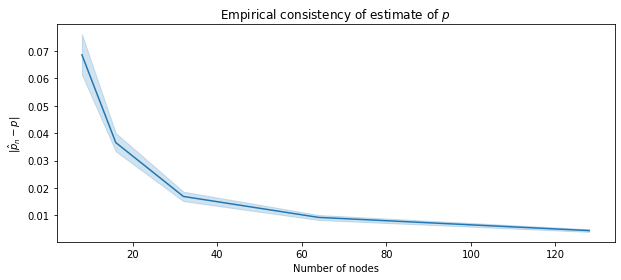 Empirical consistency of estimate of p
0.07
0.06
0.05
0.04
0.03
0.02
0.01
|p̂ₙ − p|
20 40 60 80 100 120
Number of nodes